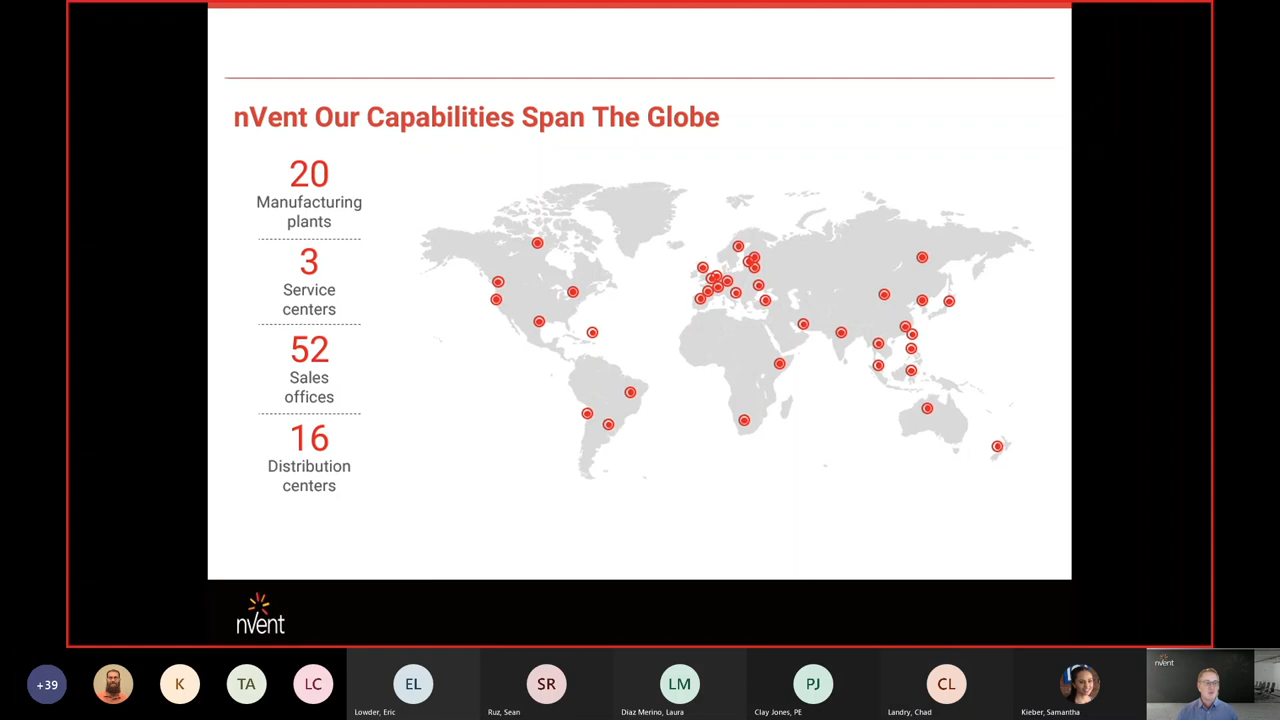 nVent Our Capabilities Span The Globe
20
Manufacturing
plants
3
Service
centers
52
Sales
offices
16
Distribution
centers
nVent
+39
K
TA
LC
EL
Lowder, Eric
SR
Ruz, Sean
LM
Diaz Merino, Laura
PJ
Clay Jones, PE
CL
Landry, Chad
Kieber, Samantha
nVent